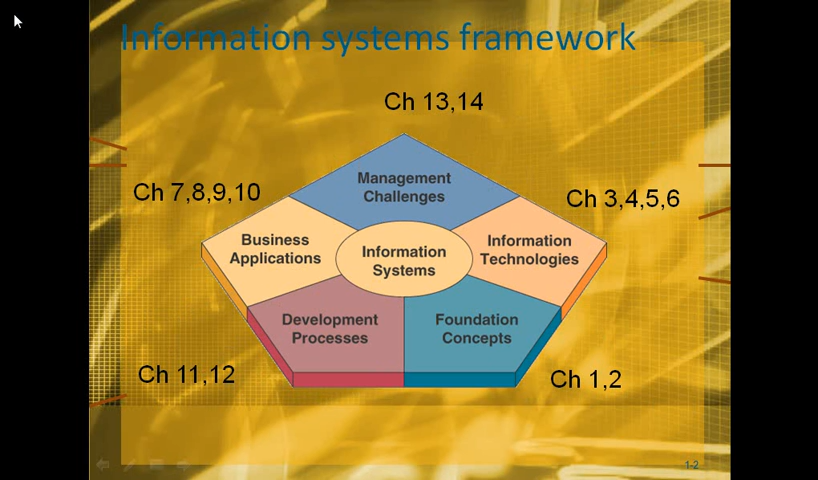 Information systems framework
Ch 13,14
Management
Challenges
Ch 7,8,9,10
Ch 3,4,5,6
Business
Applications
Information
Systems
Information
Technologies
Development
Processes
Foundation
Concepts
Ch 11,12
Ch 1,2
1-2